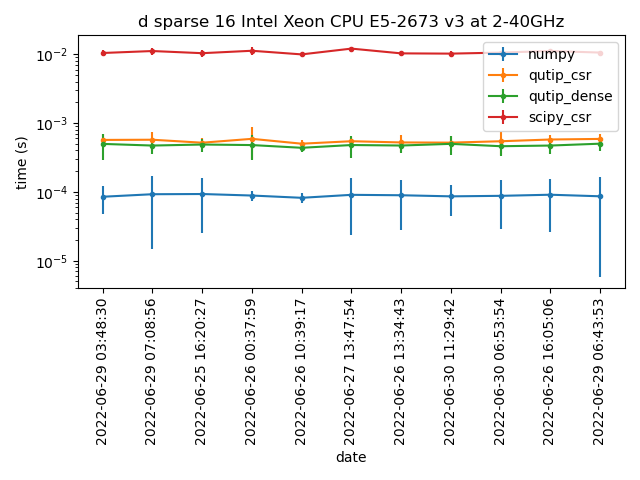 d sparse 16 Intel Xeon CPU E5-2673 v3 at 2-40GHz
time (s)
10⁻²
10⁻³
10⁻⁴
10⁻⁵
numpy
qutip_csr
qutip_dense
scipy_csr
2022-06-29 03:48:30
2022-06-29 07:08:56
2022-06-25 16:20:27
2022-06-26 00:37:59
2022-06-26 10:39:17
2022-06-27 13:47:54
2022-06-26 13:34:43
2022-06-30 11:29:42
2022-06-30 06:53:54
2022-06-26 16:05:06
2022-06-29 06:43:53
date